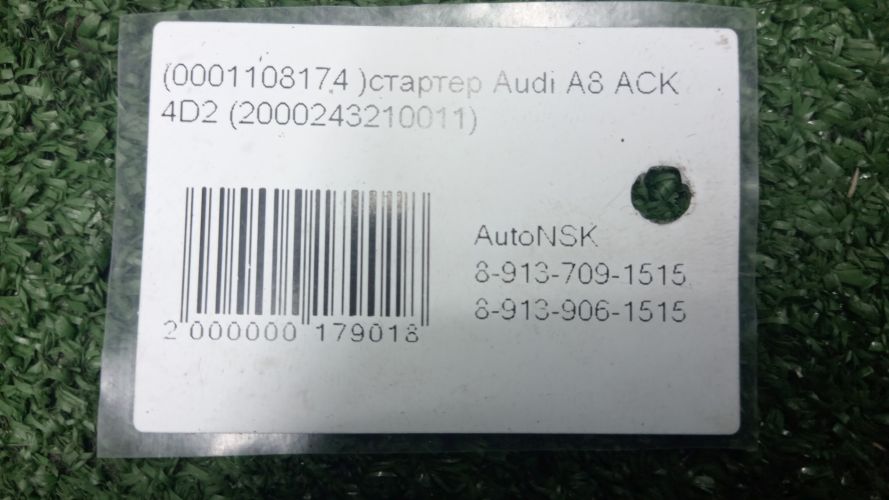 (0001108174 )стартер Audi A8 ACK
4D2 (2000243210011)
AutoNSK
8-913-709-1515
8-913-906-1515
2 000000 179018